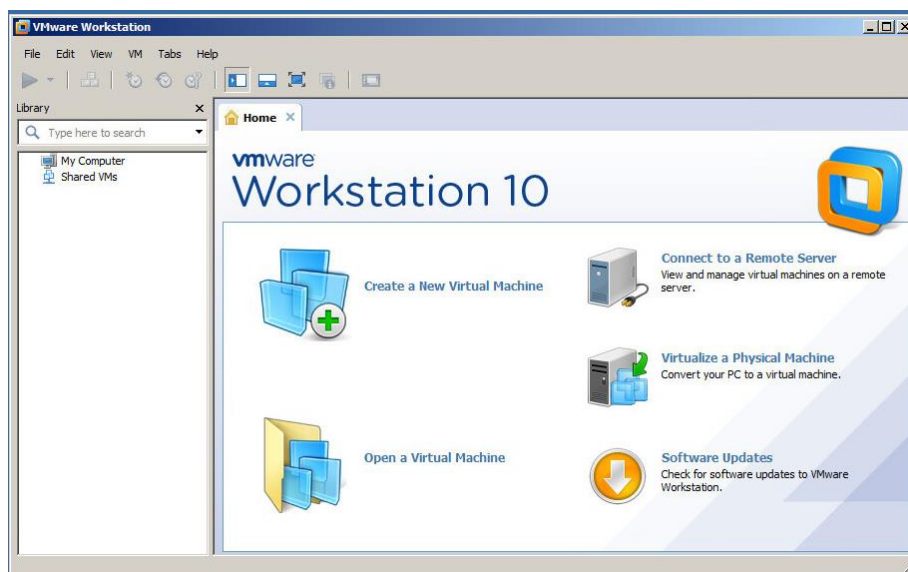 VMware Workstation
File Edit View VM Tabs Help
Library
Type here to search
My Computer
Shared VMs
Home
vmware
Workstation 10
Create a New Virtual Machine
Open a Virtual Machine
Connect to a Remote Server
View and manage virtual machines on a remote
server.
Virtualize a Physical Machine
Convert your PC to a virtual machine.
Software Updates
Check for software updates to VMware
Workstation.